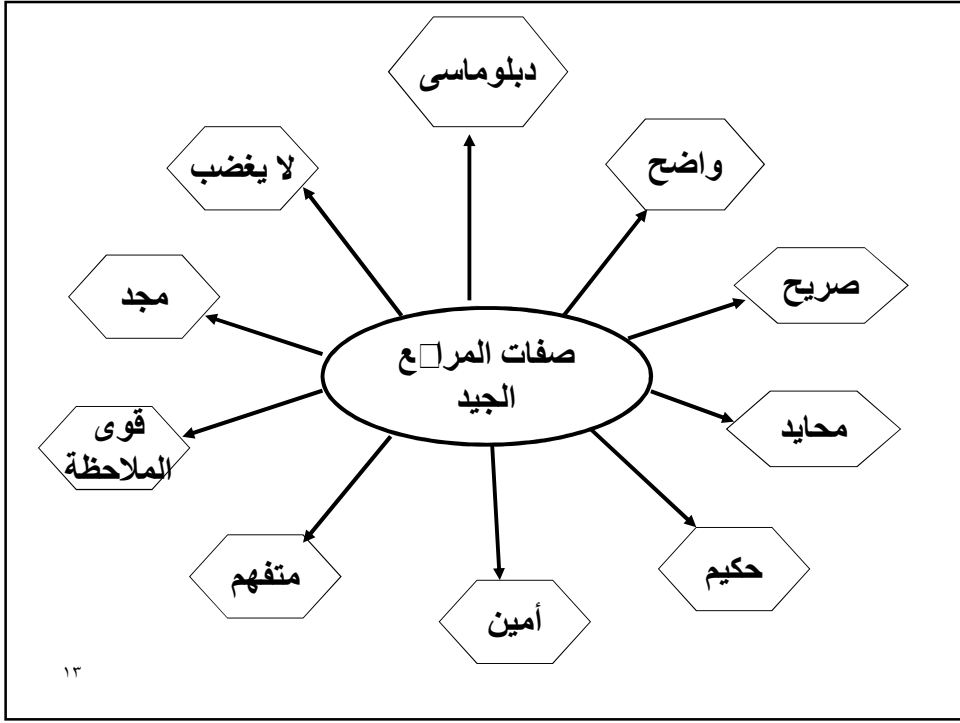 دبلوماسى
واضح
لا يغضب
صريح
مجد
صفات
الجيد
محايد
قوى
الملاحظة
حكيم
متفهم
أمين
١٣